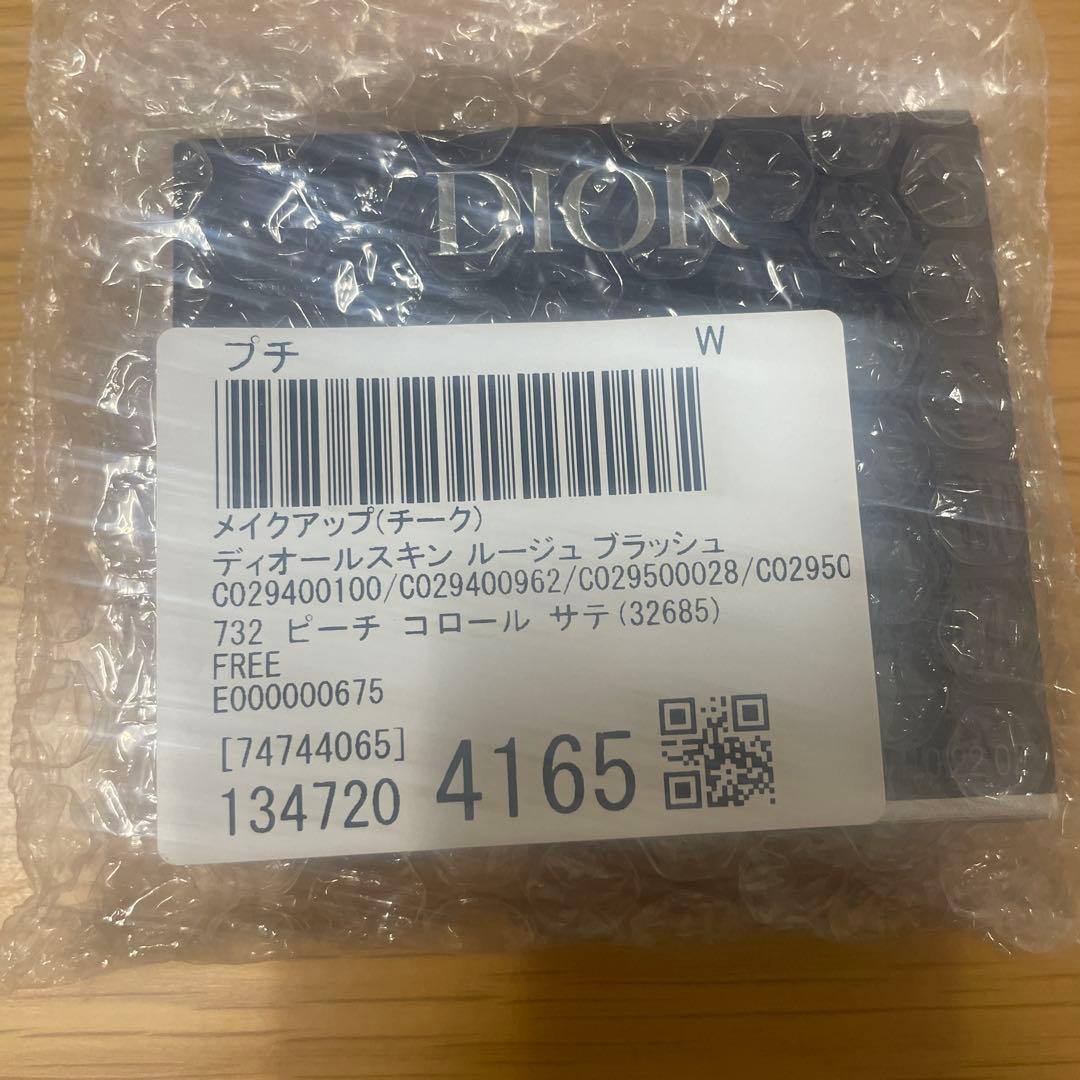 DIOR
プチ W
メイクアップ(チーク)
ディオールスキン ルージュ ブラッシュ
C029400100/C029400962/C029500028/C02950
732 ピーチ コロール サテ(32685)
FREE
E000000675
[74744065]
134720 4165